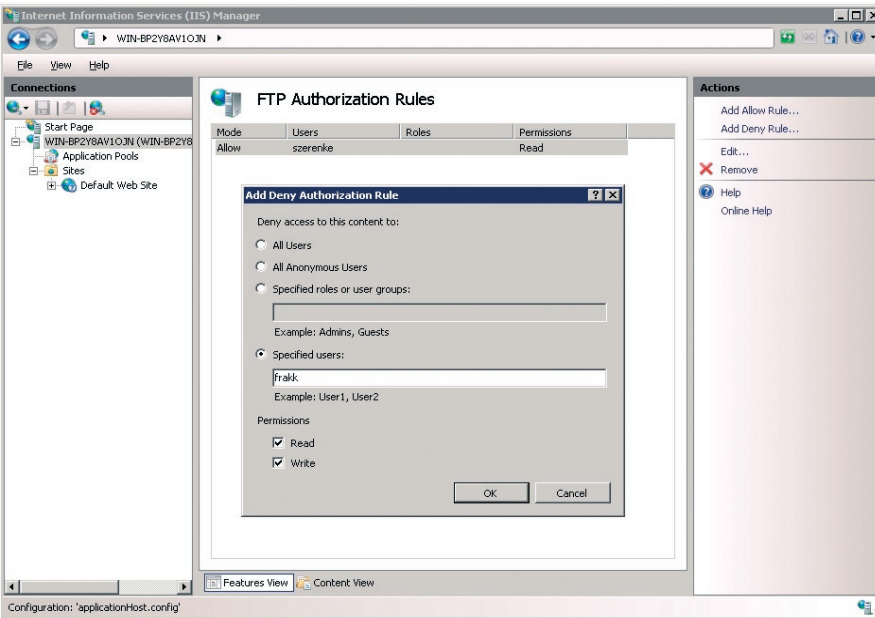 Internet Information Services (IIS) Manager
WIN-BP2Y8AV1OJN
File View Help
Connections
Start Page
WIN-BP2Y8AV1OJN (WIN-BP2Y8
Application Pools
Sites
Default Web Site
FTP Authorization Rules
Mode Users Roles Permissions
Allow szerenke Read
Add Deny Authorization Rule
Deny access to this content to:
All Users
All Anonymous Users
Specified roles or user groups:
Example: Admins, Guests
Specified users:
frakk
Example: User1, User2
Permissions
Read
Write
OK Cancel
Features View Content View
Actions
Add Allow Rule...
Add Deny Rule...
Edit...
Remove
Help
Online Help
Configuration: 'applicationHost.config'